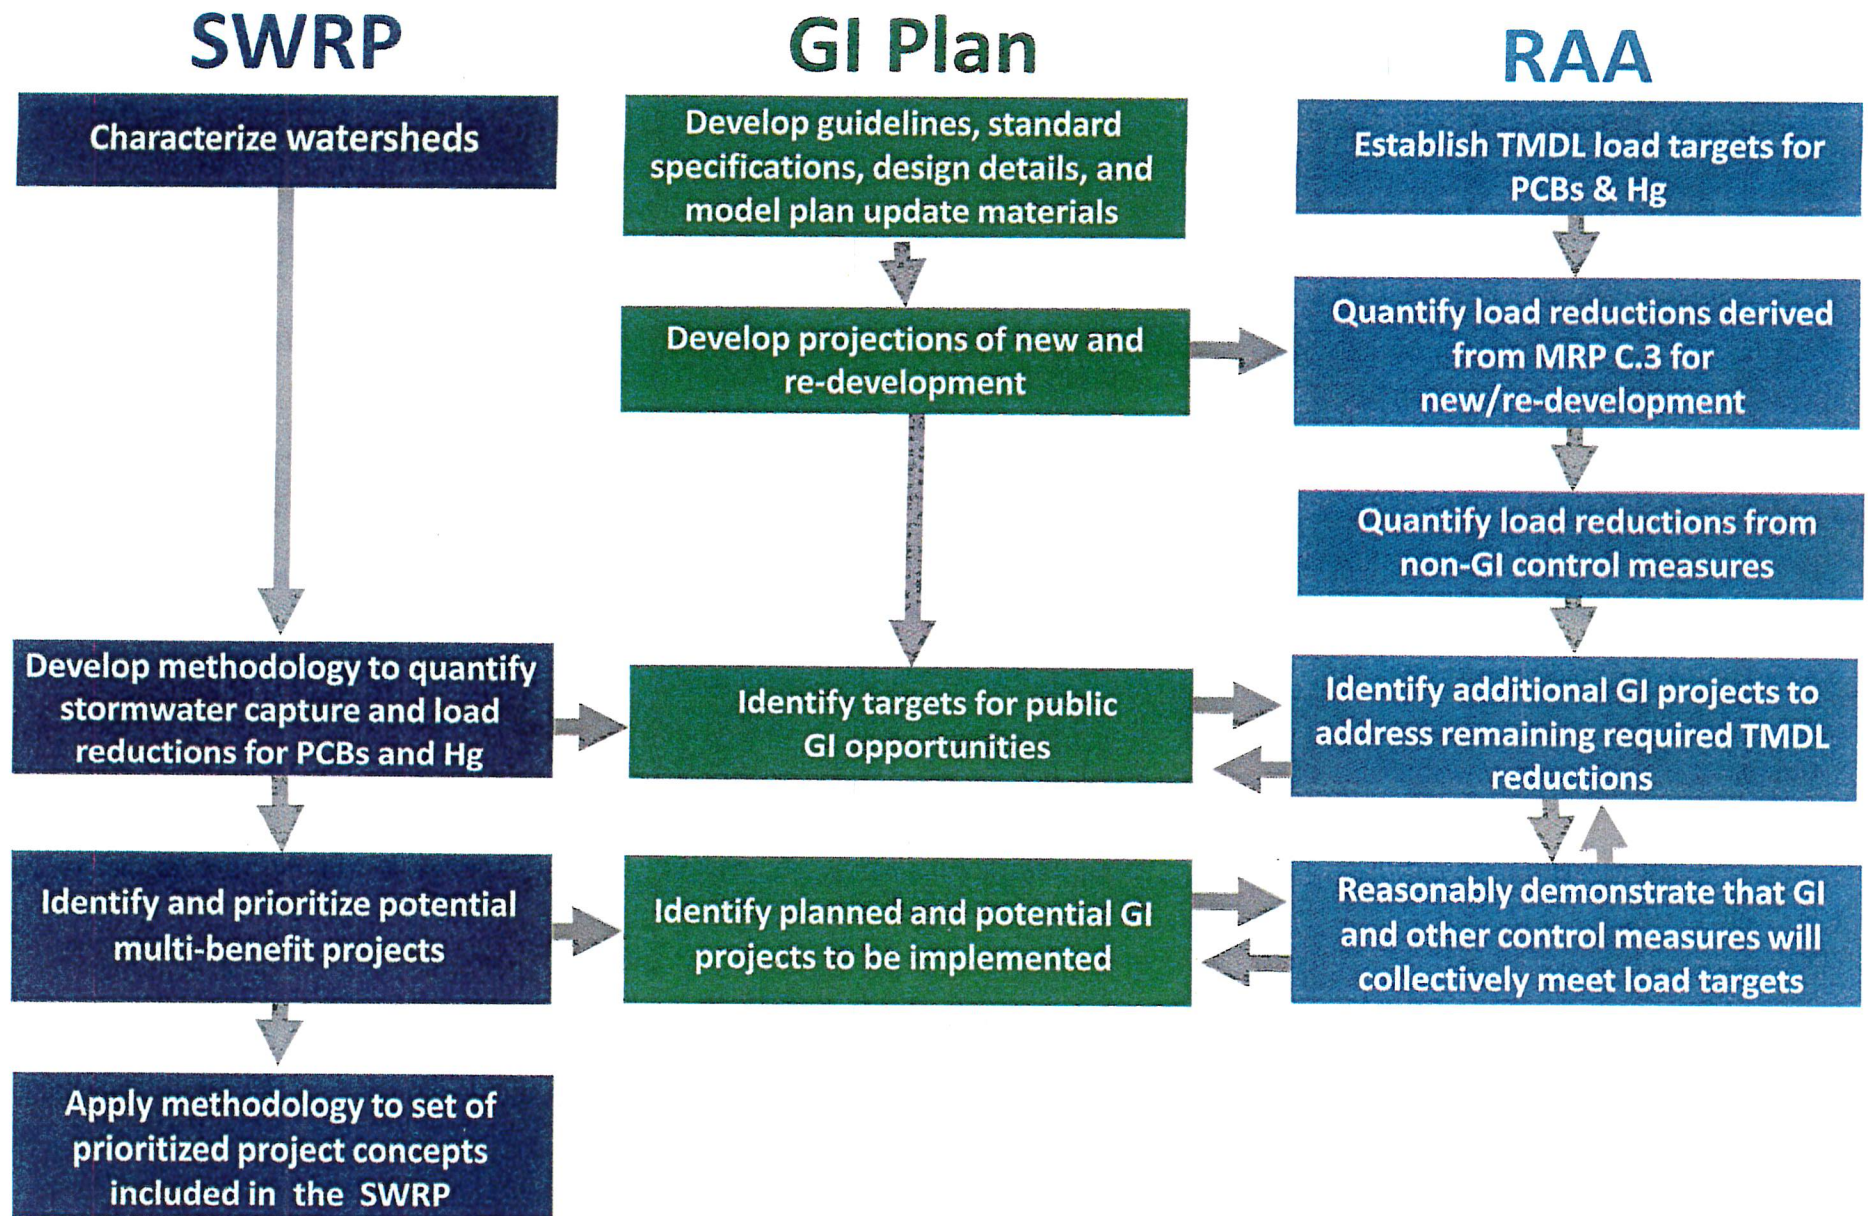 SWRP
Characterize watersheds
Develop methodology to quantify
stormwater capture and load
reductions for PCBs and Hg
Identify and prioritize potential
multi-benefit projects
Apply methodology to set of
prioritized project concepts
included in the SWRP
GI Plan
Develop guidelines, standard
specifications, design details, and
model plan update materials
Develop projections of new and
re-development
Identify targets for public
GI opportunities
Identify planned and potential GI
projects to be implemented
RAA
Establish TMDL load targets for
PCBs & Hg
Quantify load reductions derived
from MRP C.3 for
new/re-development
Quantify load reductions from
non-GI control measures
Identify additional GI projects to
address remaining required TMDL
reductions
Reasonably demonstrate that GI
and other control measures will
collectively meet load targets